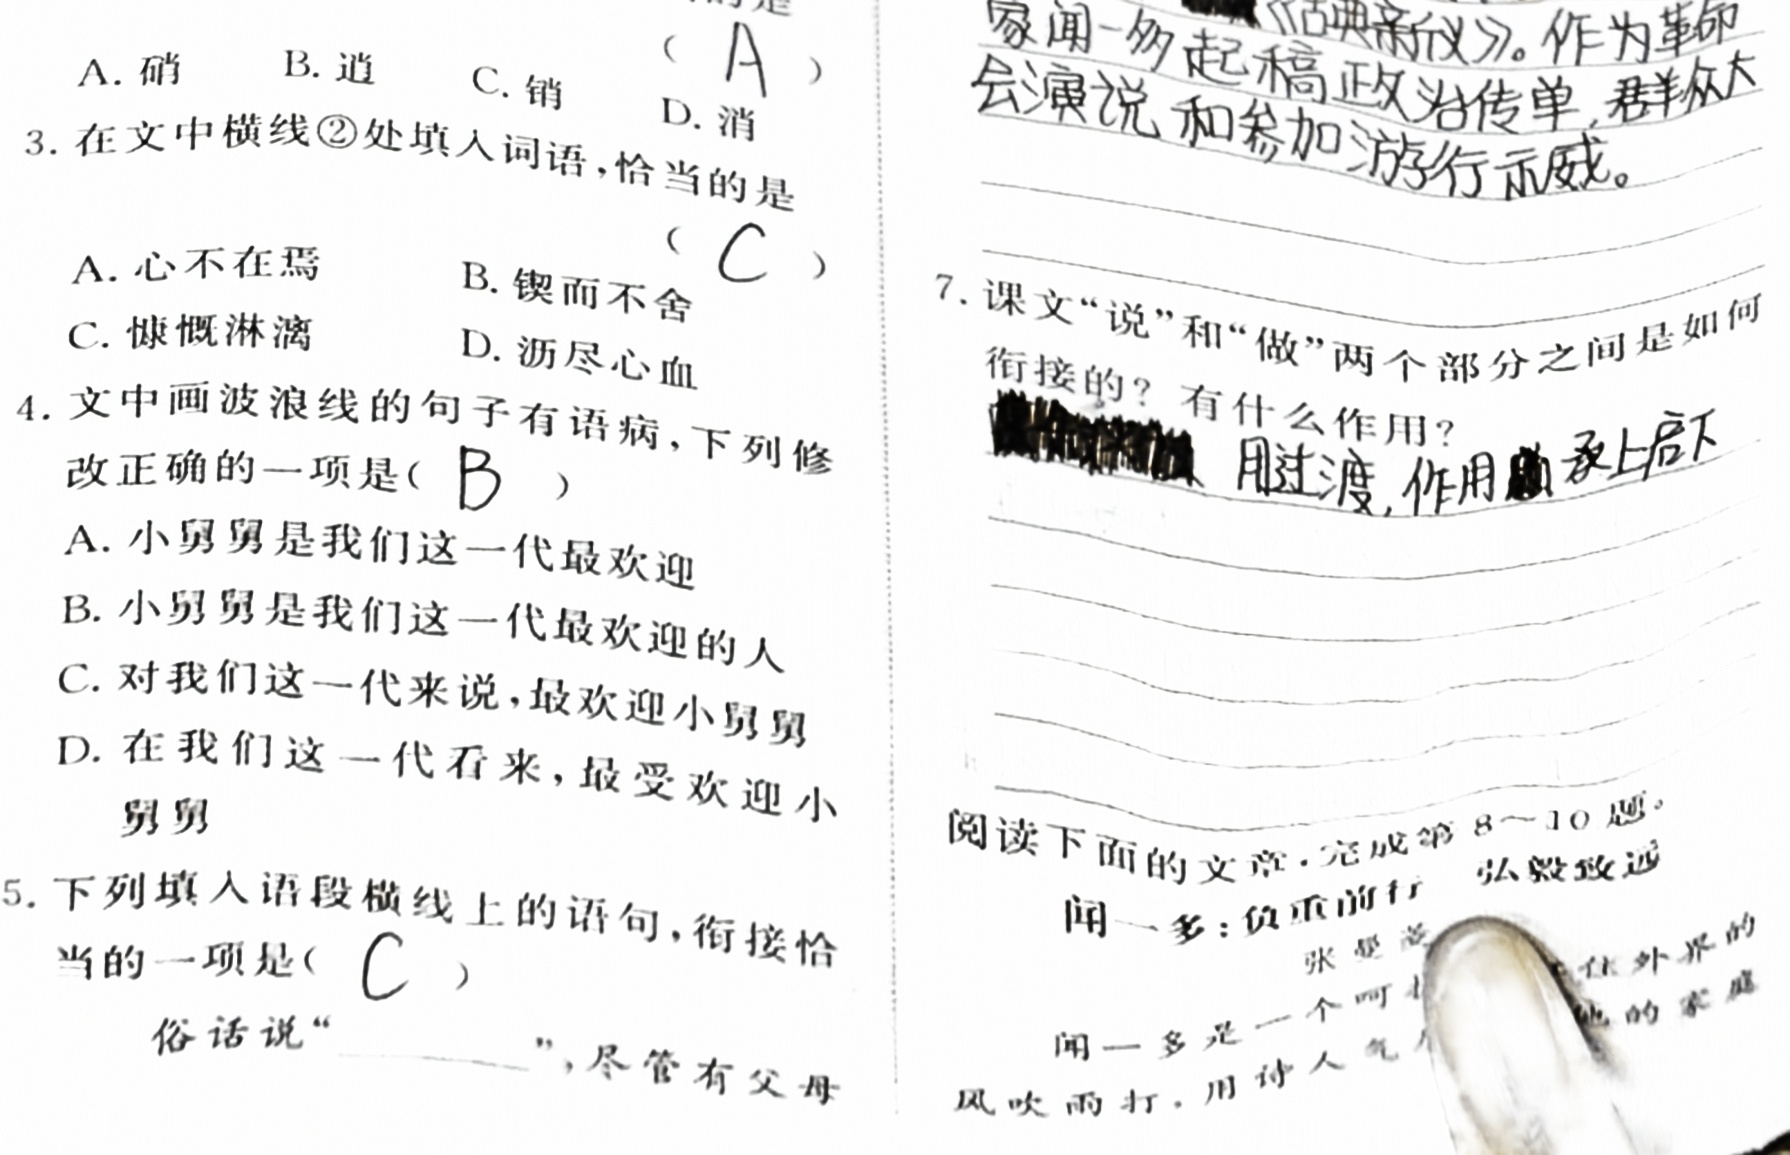 的是
( A )
A. 硝 B. 逍 C. 销 D. 消
3. 在文中横线②处填入词语,恰当的是
( C )
A. 心不在焉 B. 锲而不舍
C. 慷慨淋漓 D. 沥尽心血
4. 文中画波浪线的句子有语病,下列修
改正确的一项是( B )
A. 小舅舅是我们这一代最欢迎
B. 小舅舅是我们这一代最欢迎的人
C. 对我们这一代来说,最欢迎小舅舅
D. 在我们这一代看来,最受欢迎小
舅舅
5. 下列填入语段横线上的语句,衔接恰
当的一项是( C )
俗话说“________”,尽管有父母
《古典新仪》。作为革命
家闻一多起稿政治传单,群众大
会演说和参加游行示威。
7. 课文“说”和“做”两个部分之间是如何
衔接的?有什么作用?
用过渡,作用 承上启下
阅读下面的文章,完成第 8~10 题。
闻一多:负重前行 弘毅致远
张曼
闻一多是一个呵 住外界的
风吹雨打,用诗人气 他的家庭